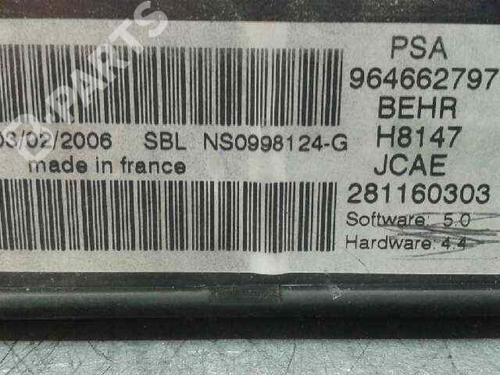 PSA
964662797
BEHR
03/02/2006 SBL NS0998124-G
H8147
made in france
JCAE
281160303
Software: 5.0
Hardware: 4.4
D-PARTS